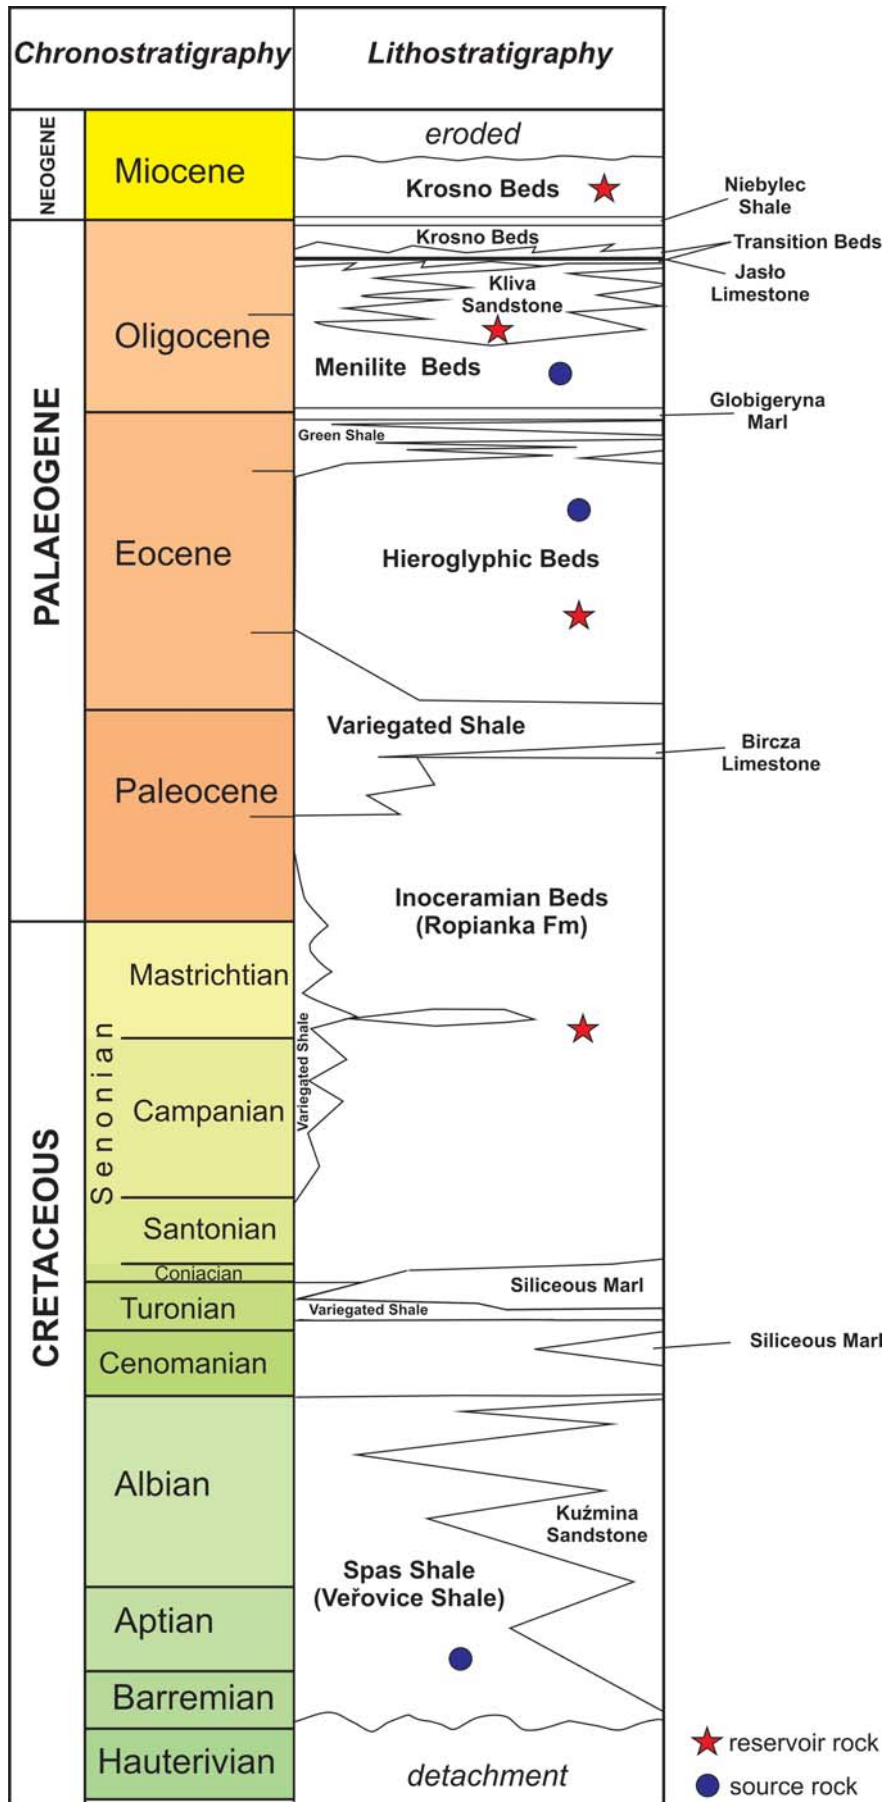 Chronostratigraphy
Lithostratigraphy
NEOGENE
Miocene
eroded
Krosno Beds
Niebylec
Shale
PALAEOGENE
Oligocene
Krosno Beds
Transition Beds
Jasło
Limestone
Kliva
Sandstone
Menilite Beds
Globigeryna
Marl
Eocene
Green Shale
Hieroglyphic Beds
Variegated Shale
Bircza
Limestone
Paleocene
Inoceramian Beds
(Ropianka Fm)
CRETACEOUS
Senonian
Mastrichtian
Variegated Shale
Campanian
Santonian
Coniacian
Siliceous Marl
Turonian
Variegated Shale
Cenomanian
Siliceous Marl
Albian
Kuźmina
Sandstone
Spas Shale
(Veřovice Shale)
Aptian
Barremian
Hauterivian
detachment
reservoir rock
source rock